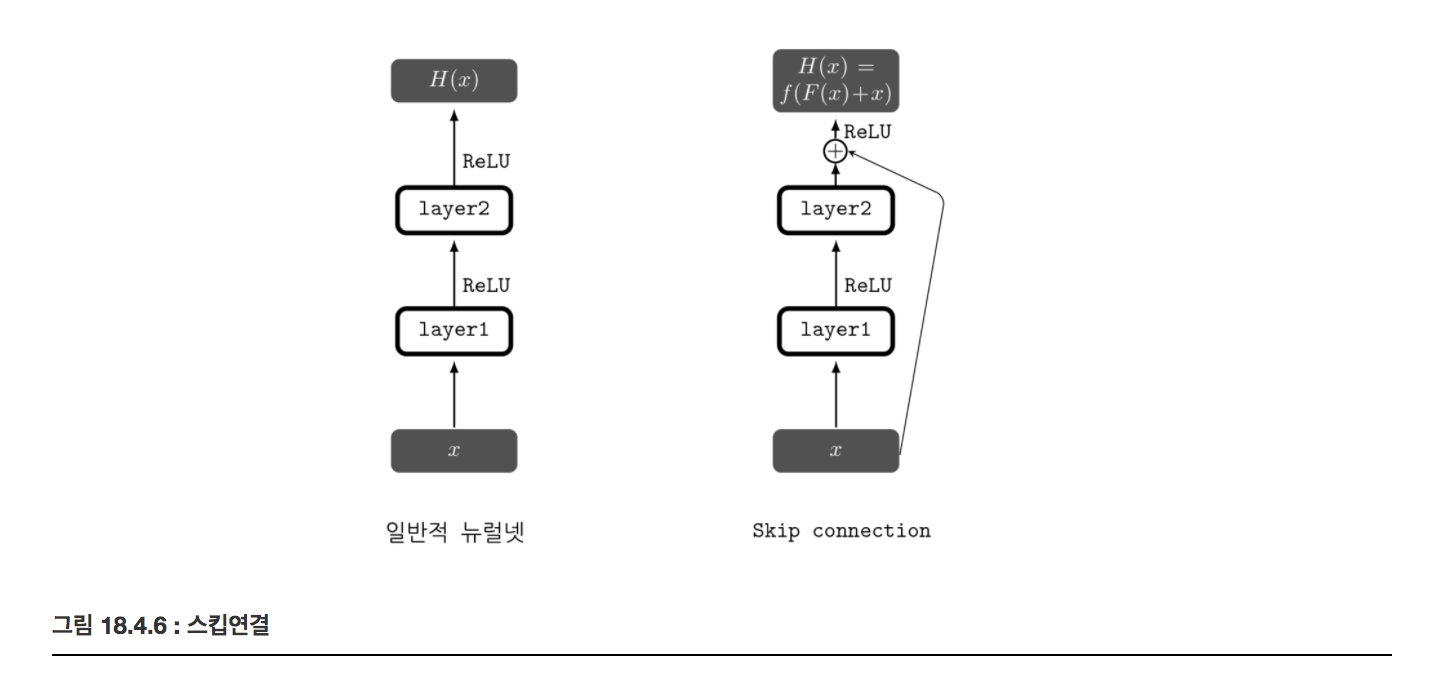 H(x)
ReLU
layer2
ReLU
layer1
x
일반적 뉴럴넷
H(x) =
f(F(x)+x)
ReLU
+
layer2
ReLU
layer1
x
Skip connection
그림 18.4.6 : 스킵연결